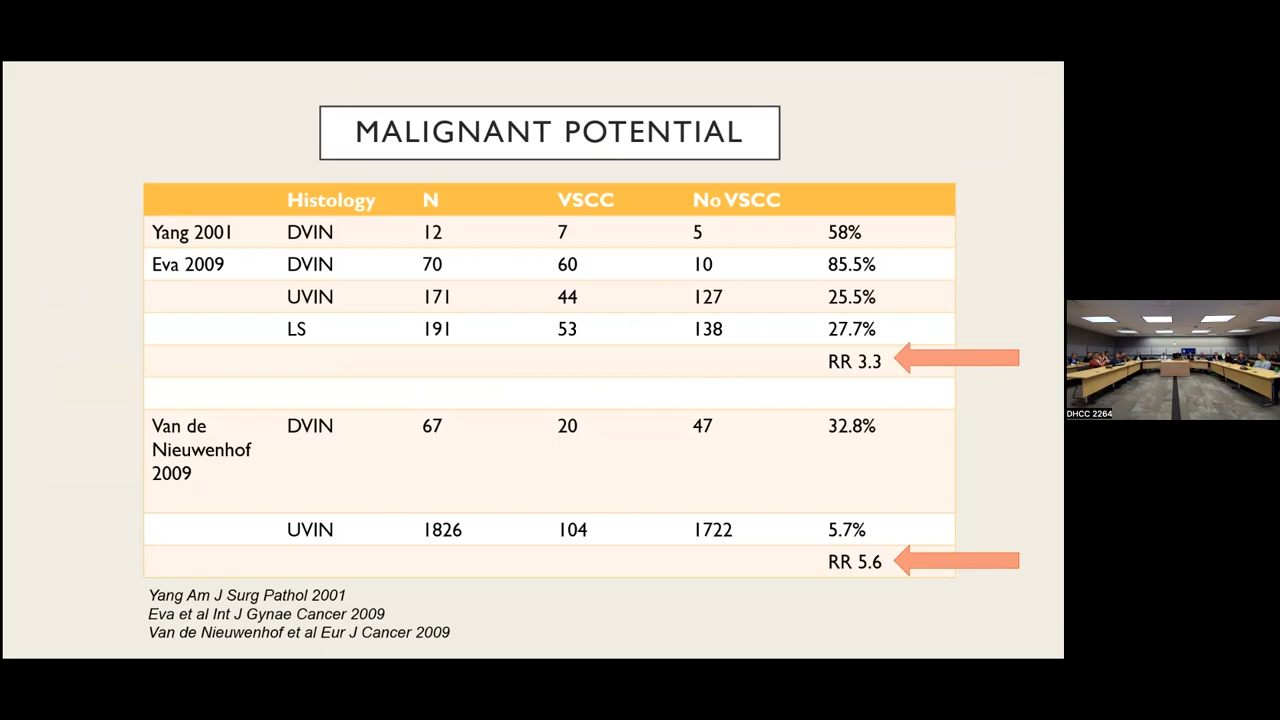 MALIGNANT POTENTIAL
Histology N VSCC No VSCC
Yang 2001 DVIN 12 7 5 58%
Eva 2009 DVIN 70 60 10 85.5%
UVIN 171 44 127 25.5%
LS 191 53 138 27.7%
RR 3.3
Van de DVIN 67 20 47 32.8%
Nieuwenhof
2009
UVIN 1826 104 1722 5.7%
RR 5.6
Yang Am J Surg Pathol 2001
Eva et al Int J Gynae Cancer 2009
Van de Nieuwenhof et al Eur J Cancer 2009
DHCC 2264